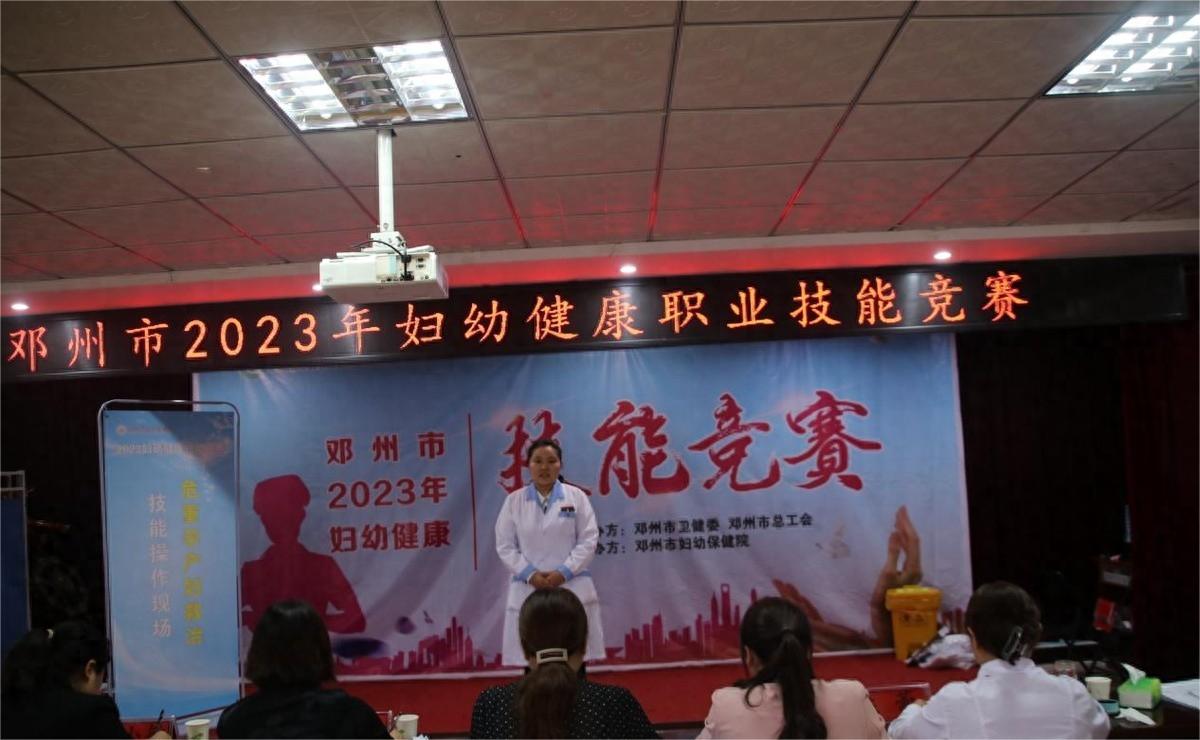 邓州市2023年妇幼健康职业技能竞赛
邓州市
2023年
妇幼健康
技能竞赛
办方：邓州市卫健委 邓州市总工会
办方：邓州市妇幼保健院
技能操作现场